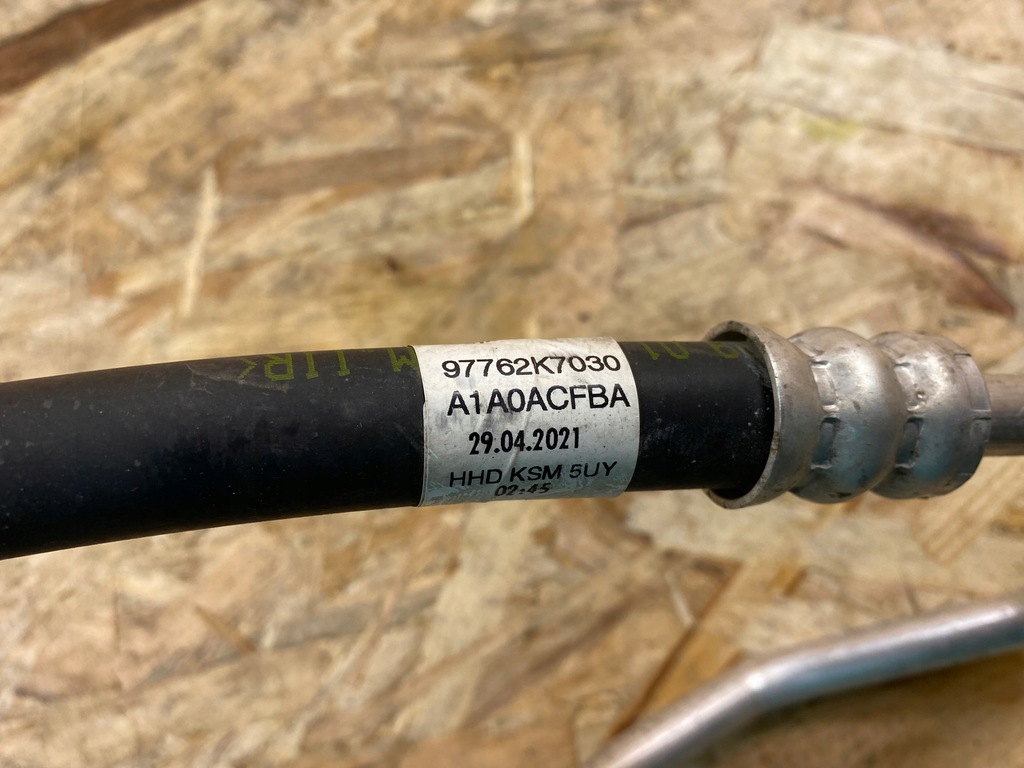 97762K7030
A1A0ACFBA
29.04.2021
HHD KSM 5UY
02:45